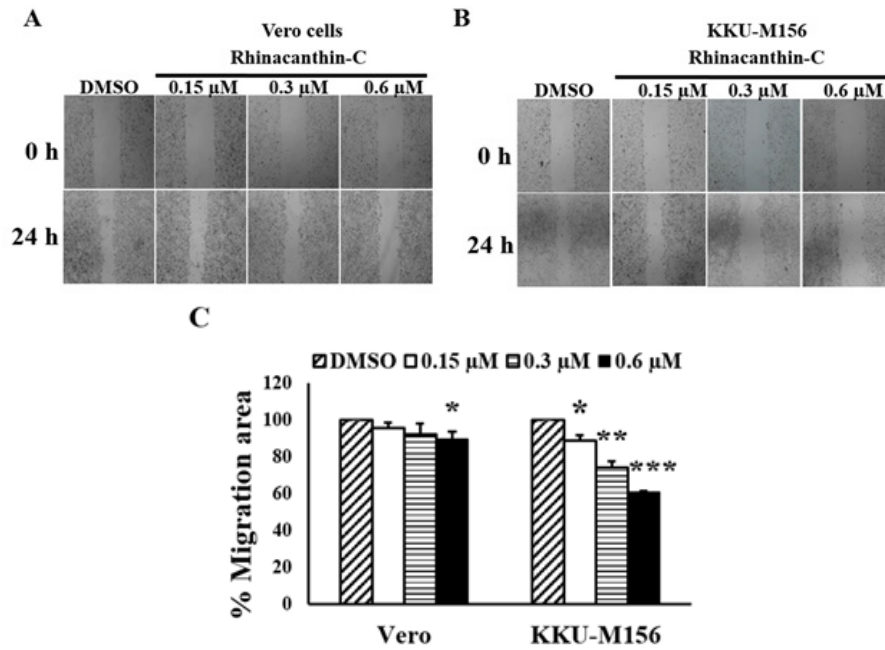 A
Vero cells
Rhinacanthin-C
DMSO 0.15 μM 0.3 μM 0.6 μM
0 h
24 h
B
KKU-M156
Rhinacanthin-C
DMSO 0.15 μM 0.3 μM 0.6 μM
0 h
24 h
C
DMSO 0.15 μM 0.3 μM 0.6 μM
% Migration area
120
100
80
60
40
20
0
*
*
**
***
Vero KKU-M156